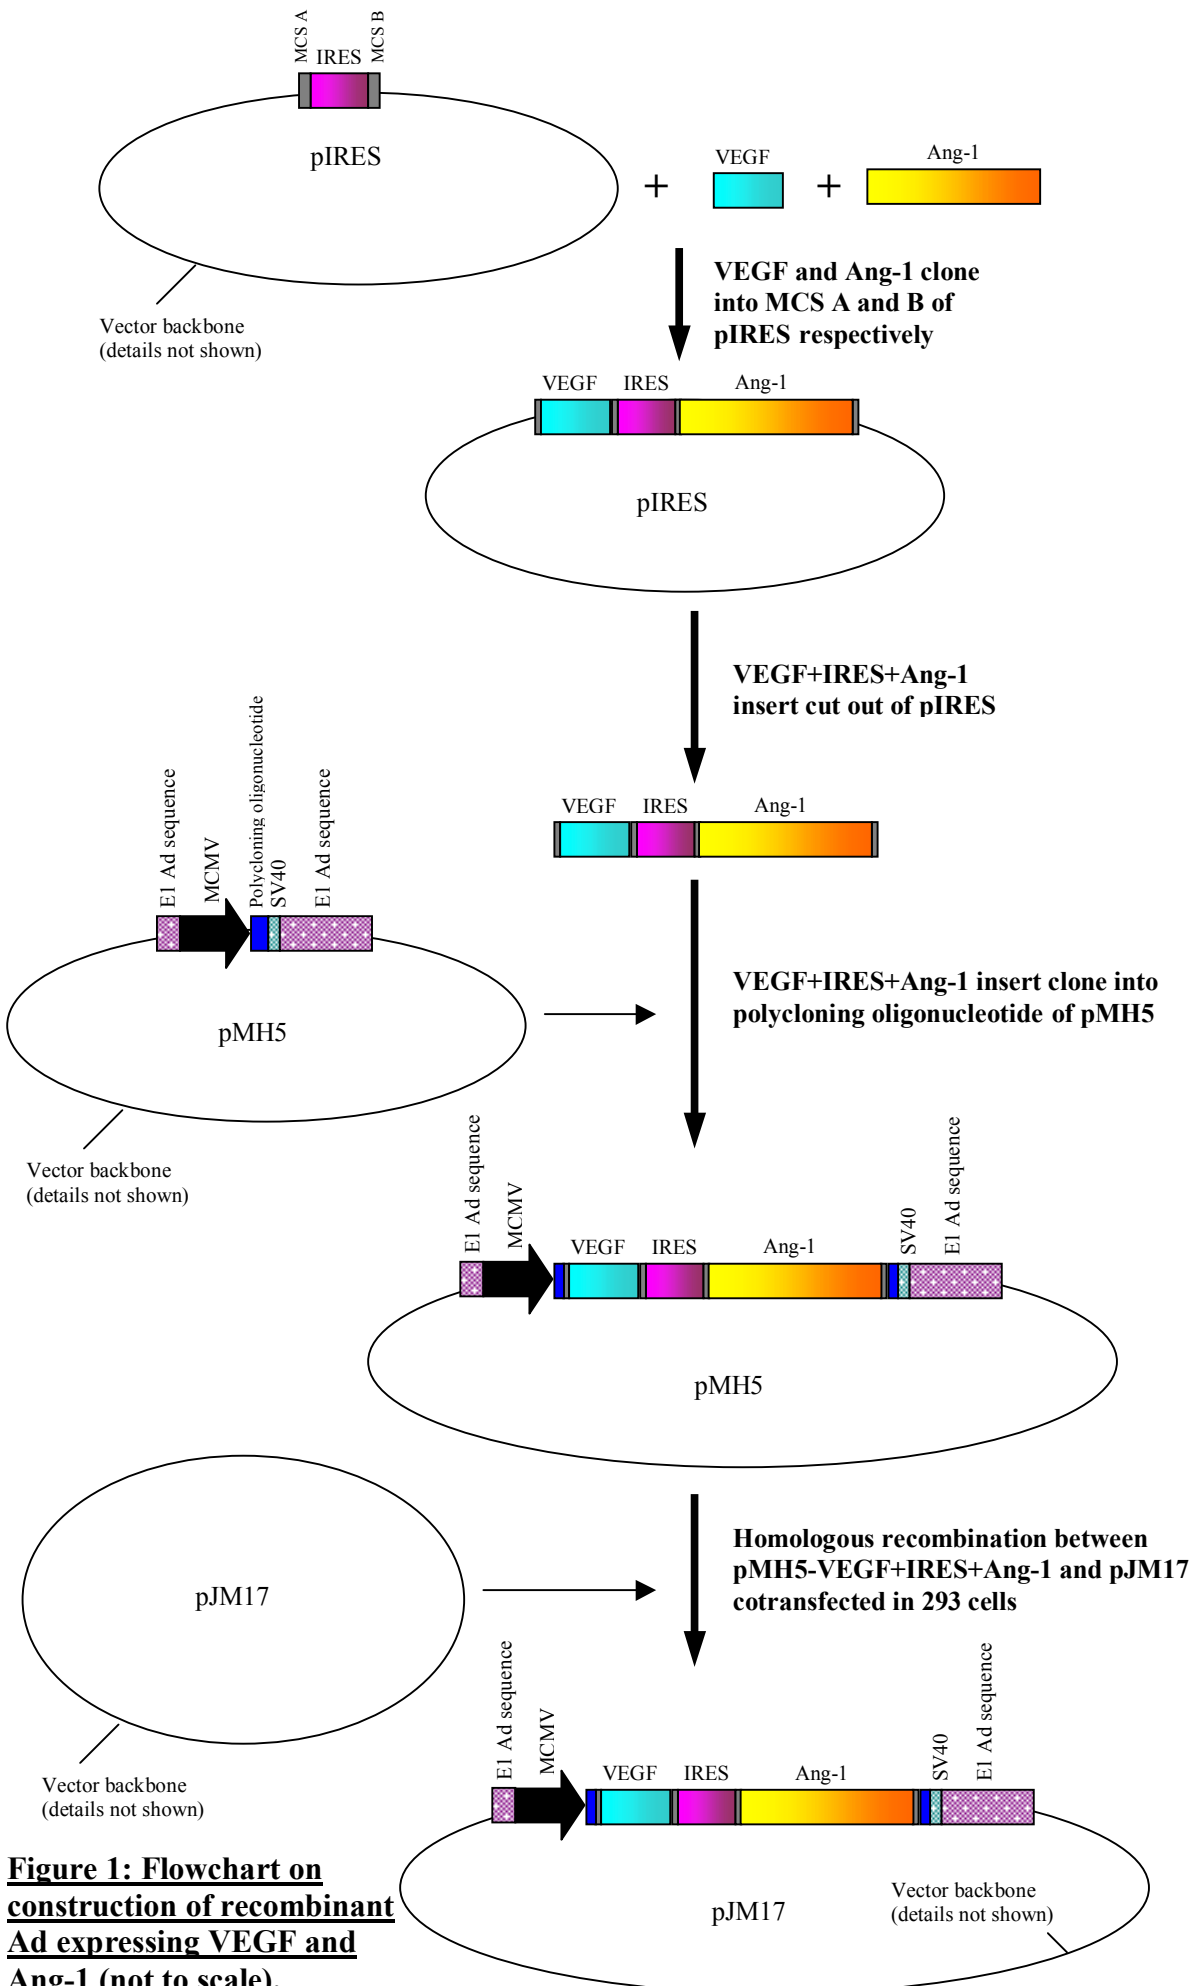 MCS A
IRES
MCS B
pIRES
+
VEGF
+
Ang-1
Vector backbone
(details not shown)
VEGF and Ang-1 clone
into MCS A and B of
pIRES respectively
VEGF
IRES
Ang-1
pIRES
VEGF+IRES+Ang-1
insert cut out of pIRES
VEGF
IRES
Ang-1
E1 Ad sequence
MCMV
Polycloning oligonucleotide
SV40
E1 Ad sequence
pMH5
Vector backbone
(details not shown)
VEGF+IRES+Ang-1 insert clone into
polycloning oligonucleotide of pMH5
E1 Ad sequence
MCMV
VEGF
IRES
Ang-1
SV40
E1 Ad sequence
pMH5
pJM17
Vector backbone
(details not shown)
Homologous recombination between
pMH5-VEGF+IRES+Ang-1 and pJM17
cotransfected in 293 cells
E1 Ad sequence
MCMV
VEGF
IRES
Ang-1
SV40
E1 Ad sequence
pJM17
Vector backbone
(details not shown)
Figure 1: Flowchart on
construction of recombinant
Ad expressing VEGF and
Ang-1 (not to scale).